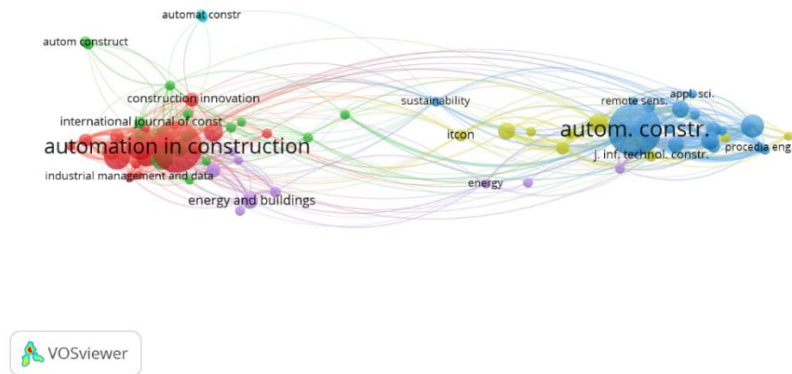 automat constr
autom construct
construction innovation
international journal of const
automation in construction
industrial management and data
energy and buildings
sustainability
itcon
energy
remote sens.
appl. sci.
autom. constr.
procedia eng
j. inf. technol. constr.
VOSviewer